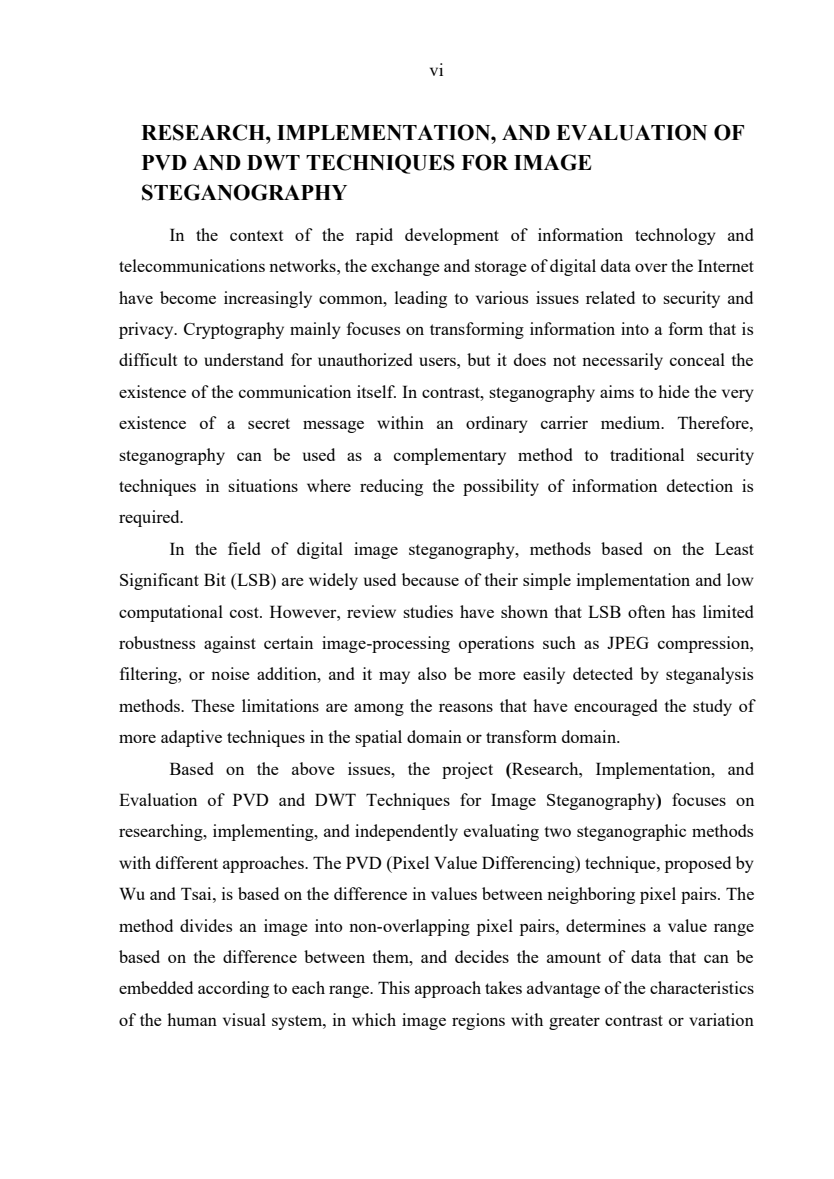 vi
RESEARCH, IMPLEMENTATION, AND EVALUATION OF
PVD AND DWT TECHNIQUES FOR IMAGE
STEGANOGRAPHY
In the context of the rapid development of information technology and
telecommunications networks, the exchange and storage of digital data over the Internet
have become increasingly common, leading to various issues related to security and
privacy. Cryptography mainly focuses on transforming information into a form that is
difficult to understand for unauthorized users, but it does not necessarily conceal the
existence of the communication itself. In contrast, steganography aims to hide the very
existence of a secret message within an ordinary carrier medium. Therefore,
steganography can be used as a complementary method to traditional security
techniques in situations where reducing the possibility of information detection is
required.
In the field of digital image steganography, methods based on the Least
Significant Bit (LSB) are widely used because of their simple implementation and low
computational cost. However, review studies have shown that LSB often has limited
robustness against certain image-processing operations such as JPEG compression,
filtering, or noise addition, and it may also be more easily detected by steganalysis
methods. These limitations are among the reasons that have encouraged the study of
more adaptive techniques in the spatial domain or transform domain.
Based on the above issues, the project (Research, Implementation, and
Evaluation of PVD and DWT Techniques for Image Steganography) focuses on
researching, implementing, and independently evaluating two steganographic methods
with different approaches. The PVD (Pixel Value Differencing) technique, proposed by
Wu and Tsai, is based on the difference in values between neighboring pixel pairs. The
method divides an image into non-overlapping pixel pairs, determines a value range
based on the difference between them, and decides the amount of data that can be
embedded according to each range. This approach takes advantage of the characteristics
of the human visual system, in which image regions with greater contrast or variation